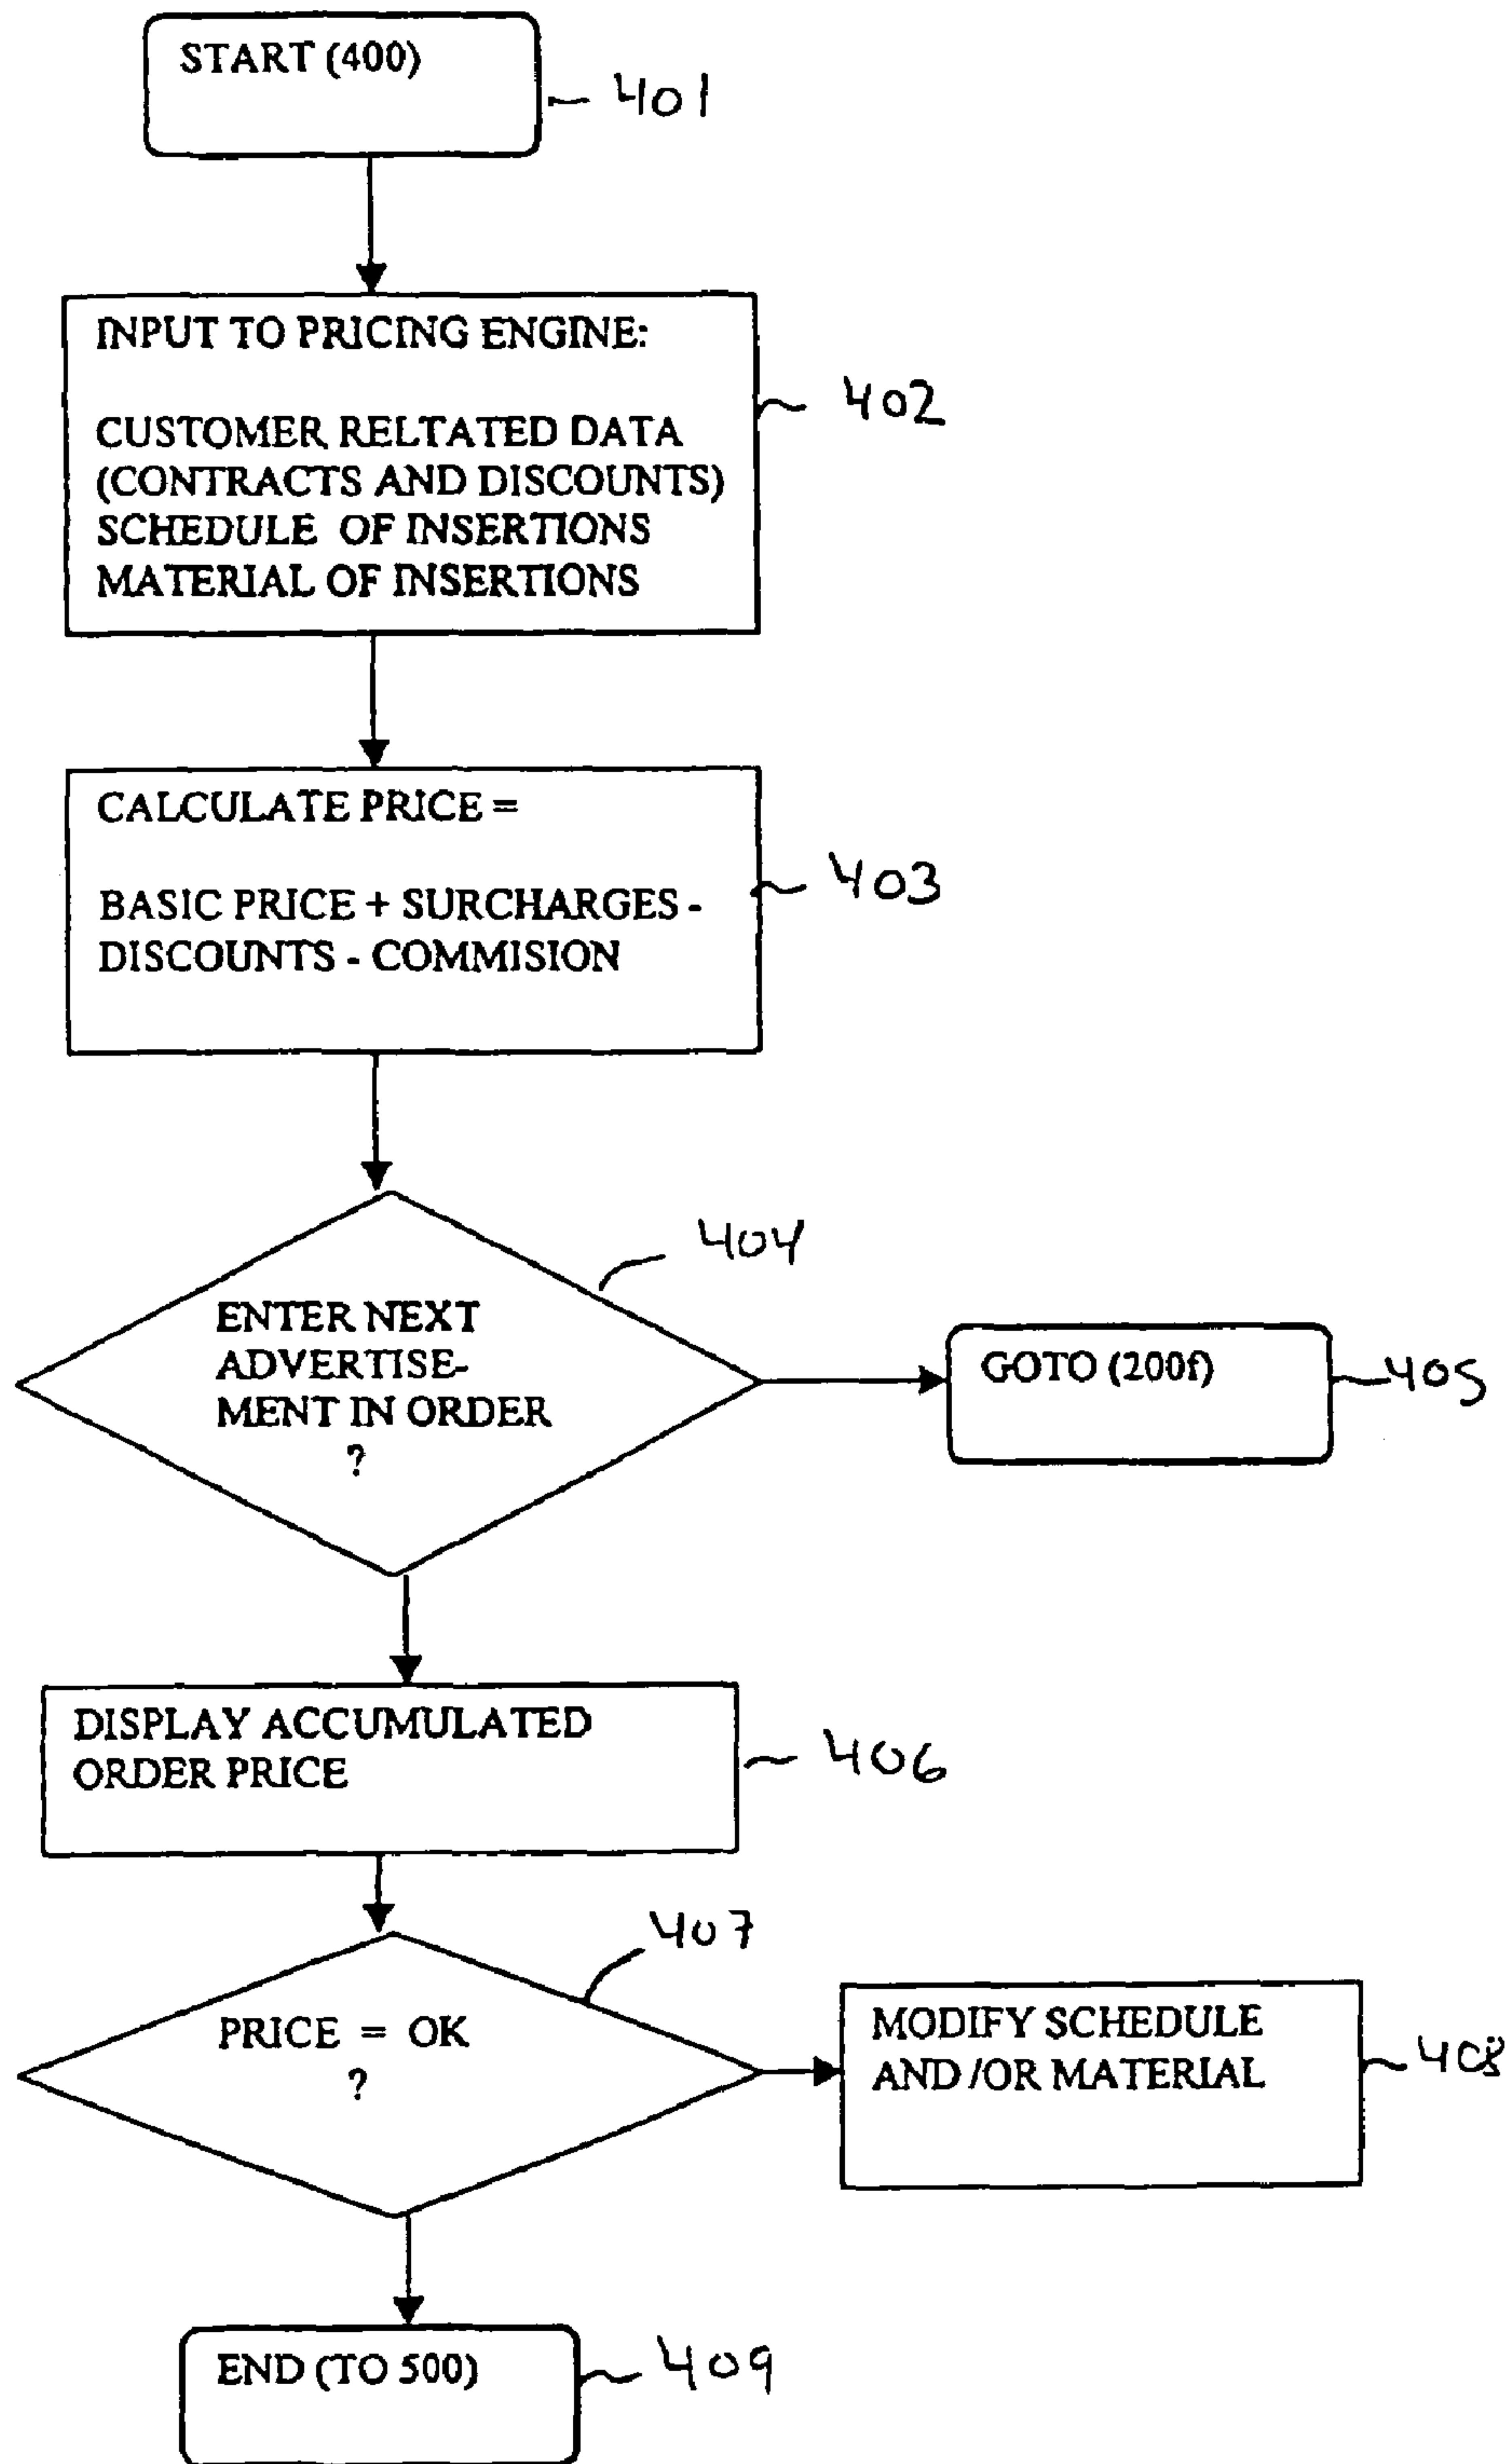 START (400)
401
INPUT TO PRICING ENGINE:
402
CUSTOMER RELTATED DATA
(CONTRACTS AND DISCOUNTS)
SCHEDULE OF INSERTIONS
MATERIAL OF INSERTIONS
CALCULATE PRICE =
403
BASIC PRICE + SURCHARGES -
DISCOUNTS - COMMISION
404
ENTER NEXT
ADVERTISE-
MENT IN ORDER
?
GOTO (200f)
405
DISPLAY ACCUMULATED
ORDER PRICE
406
407
PRICE = OK
?
MODIFY SCHEDULE
AND /OR MATERIAL
408
END (TO 500)
409